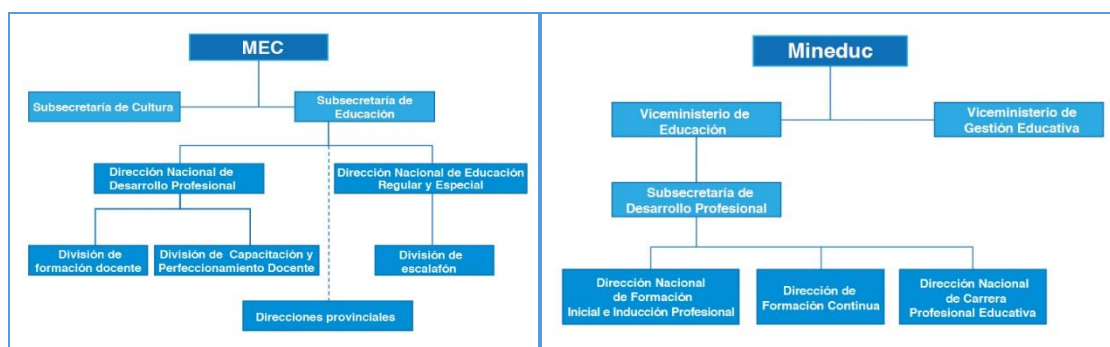 MEC
Subsecretaría de Cultura
Subsecretaría de
Educación
Dirección Nacional de
Desarrollo Profesional
Dirección Nacional de Educación
Regular y Especial
División de
formación docente
División de Capacitación y
Perfeccionamiento Docente
División de
escalafón
Direcciones provinciales
Mineduc
Viceministerio de
Educación
Viceministerio de
Gestión Educativa
Subsecretaría de
Desarrollo Profesional
Dirección Nacional
de Formación
Inicial e Inducción Profesional
Dirección de
Formación Continua
Dirección Nacional
de Carrera
Profesional Educativa